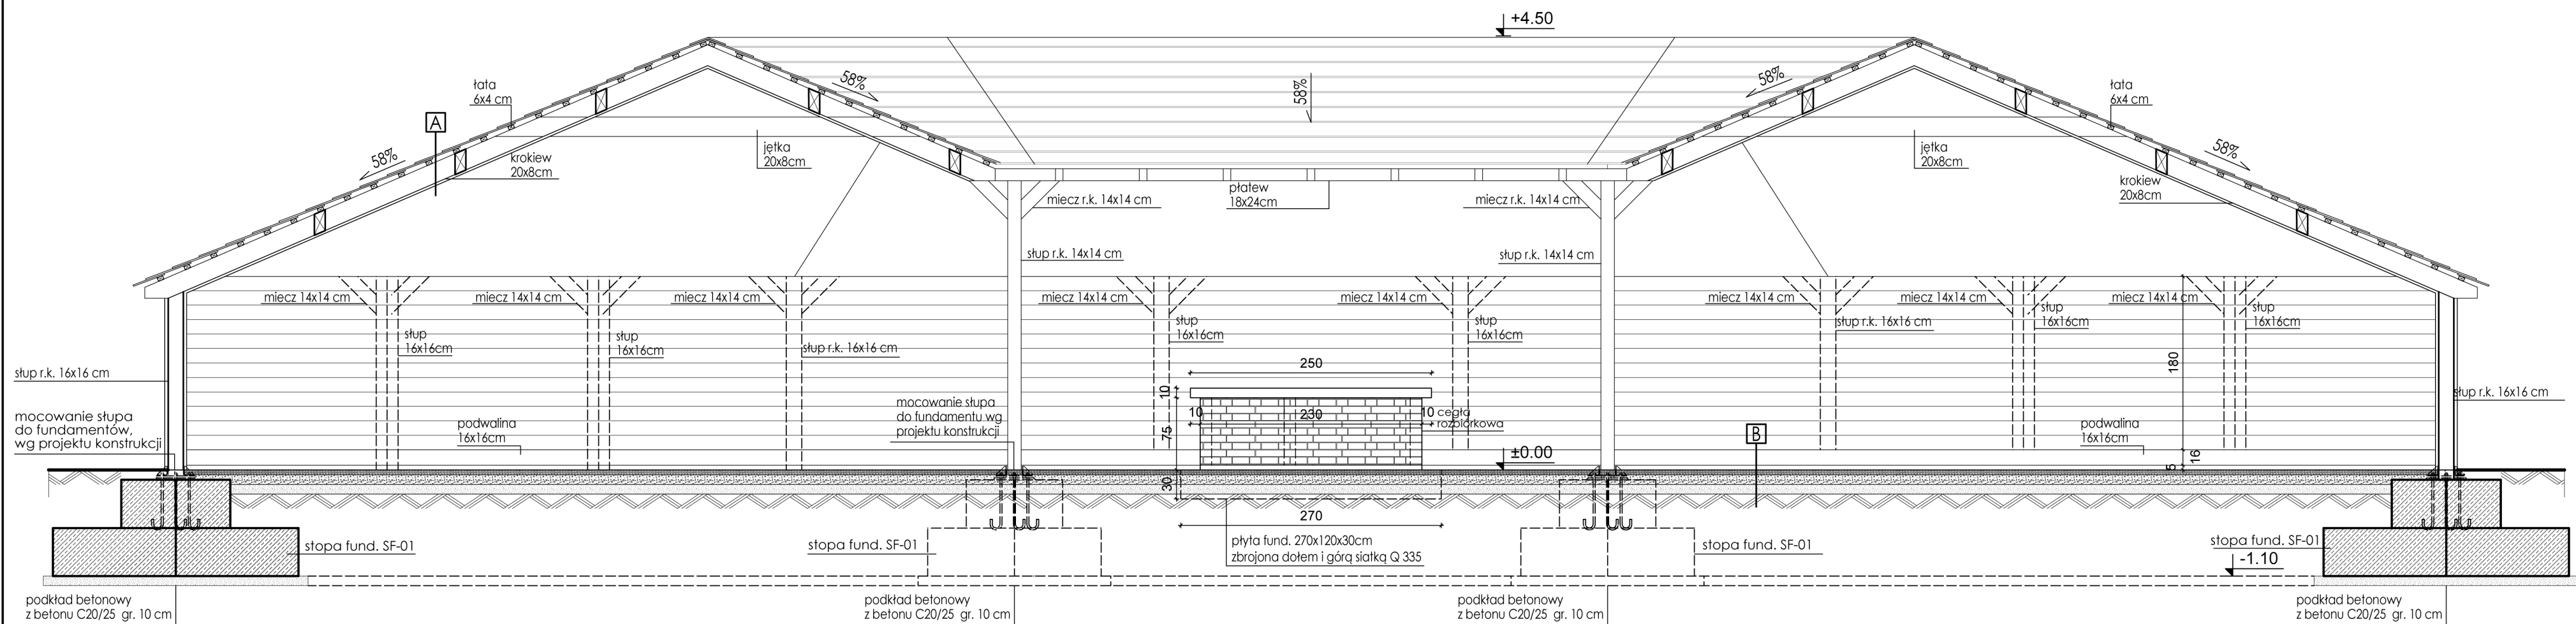 +4.50
łata
6x4 cm
A
58%
58%
58%
58%
58%
łata
6x4 cm
krokiew
20x8cm
jętka
20x8cm
jętka
20x8cm
krokiew
20x8cm
miecz r.k. 14x14 cm
płatew
18x24cm
miecz r.k. 14x14 cm
słup r.k. 14x14 cm
słup r.k. 14x14 cm
miecz 14x14 cm
miecz 14x14 cm
miecz 14x14 cm
miecz 14x14 cm
miecz 14x14 cm
miecz 14x14 cm
miecz 14x14 cm
miecz 14x14 cm
słup
16x16cm
słup
16x16cm
słup r.k. 16x16 cm
słup
16x16cm
słup
16x16cm
słup r.k. 16x16 cm
słup
16x16cm
słup
16x16cm
słup r.k. 16x16 cm
250
180
słup r.k. 16x16 cm
mocowanie słupa
do fundamentów,
wg projektu konstrukcji
podwalina
16x16cm
mocowanie słupa
do fundamentu wg
projektu konstrukcji
10
75
30
10
230
10
cegła
rozbiórkowa
B
±0.00
podwalina
16x16cm
5
16
270
płyta fund. 270x120x30cm
zbrojona dołem i górą siatką Q 335
stopa fund. SF-01
stopa fund. SF-01
stopa fund. SF-01
stopa fund. SF-01
-1.10
podkład betonowy
z betonu C20/25 gr. 10 cm
podkład betonowy
z betonu C20/25 gr. 10 cm
podkład betonowy
z betonu C20/25 gr. 10 cm
podkład betonowy
z betonu C20/25 gr. 10 cm